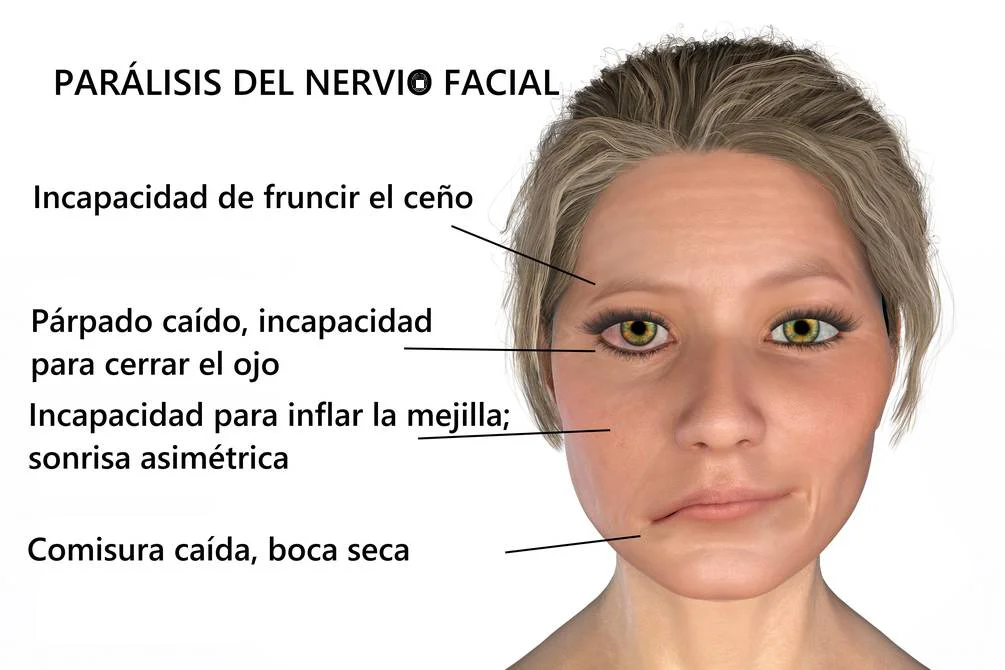 PARÁLISIS DEL NERVIO FACIAL
Incapacidad de fruncir el ceño
Párpado caído, incapacidad
para cerrar el ojo
Incapacidad para inflar la mejilla;
sonrisa asimétrica
Comisura caída, boca seca